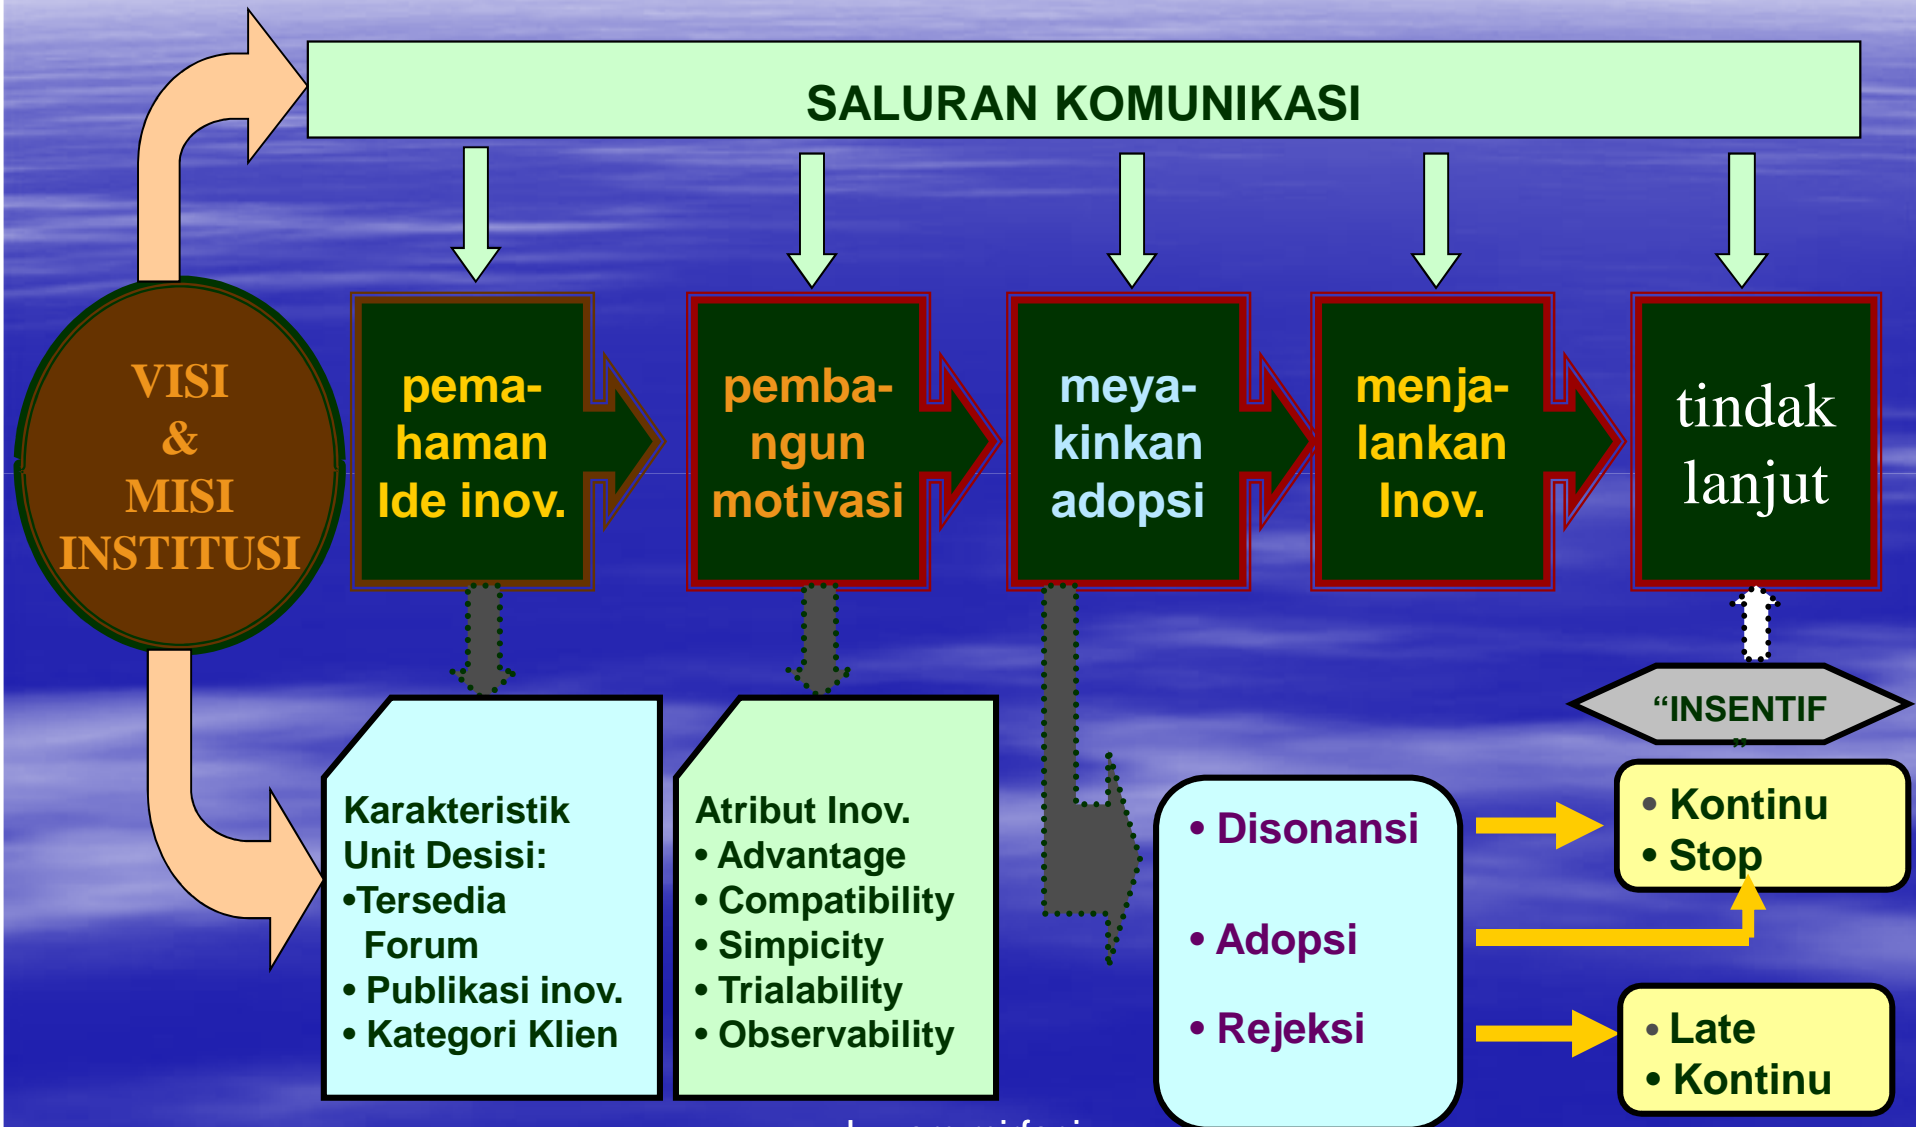 SALURAN KOMUNIKASI
VISI
&
MISI
INSTITUSI
pema-
haman
Ide inov.
pemba-
ngun
motivasi
meya-
kinkan
adopsi
menja-
lankan
Inov.
tindak
lanjut
“INSENTIF
”
Karakteristik
Unit Desisi:
•Tersedia
Forum
• Publikasi inov.
• Kategori Klien
Atribut Inov.
• Advantage
• Compatibility
• Simpicity
• Trialability
• Observability
• Disonansi
• Adopsi
• Rejeksi
• Kontinu
• Stop
• Late
• Kontinu